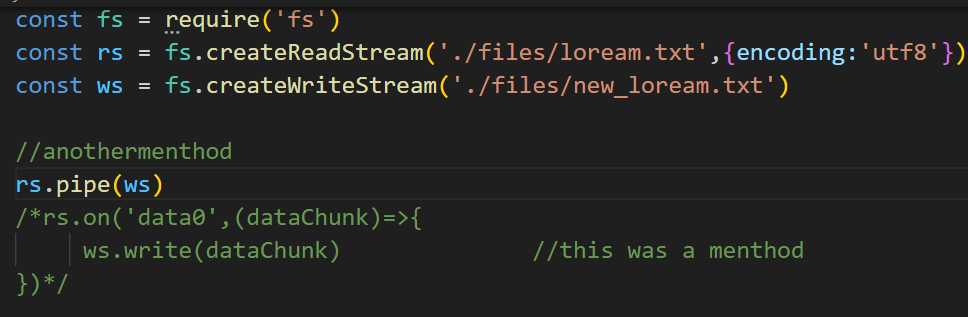 const fs = require('fs')
const rs = fs.createReadStream('./files/loream.txt',{encoding:'utf8'})
const ws = fs.createWriteStream('./files/new_loream.txt')
//anothermenthod
rs.pipe(ws)
/*rs.on('data0',(dataChunk)=>{
ws.write(dataChunk) //this was a menthod
})*/